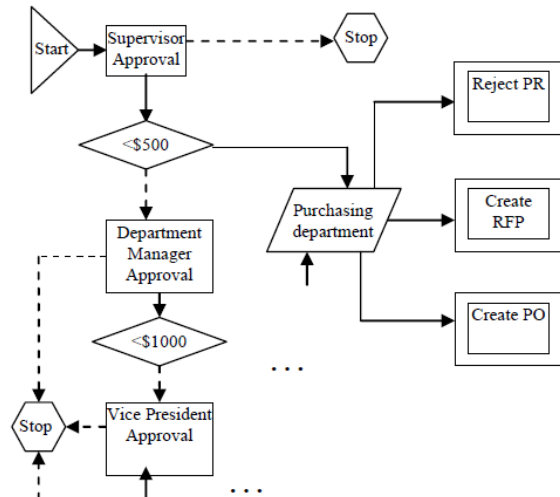 Start
Supervisor
Approval
Stop
Reject PR
<$500
Purchasing
department
Create
RFP
Department
Manager
Approval
Create PO
<$1000
. . .
Stop
Vice President
Approval
. . .